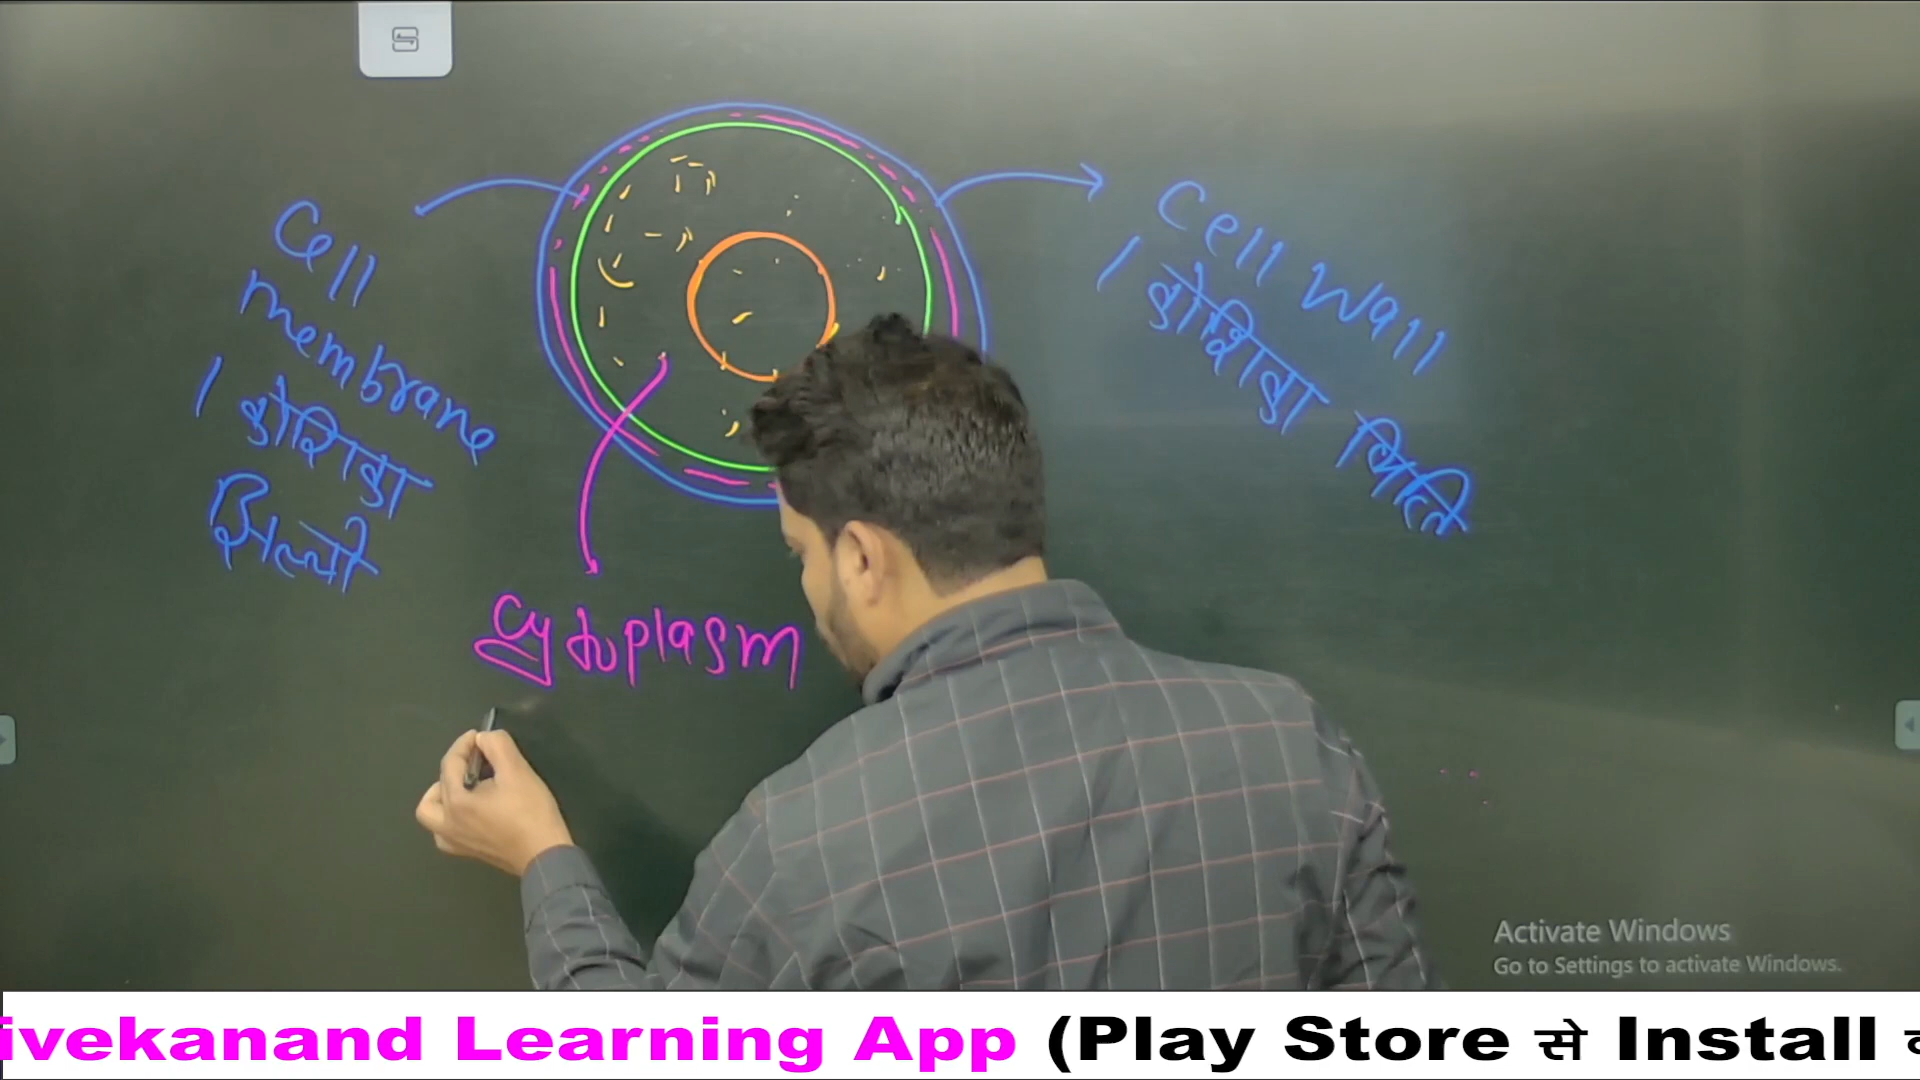 Cell
membrane
/ कोशिका
झिल्ली
Cell Wall
/ कोशिका भित्ति
Cytoplasm
Activate Windows
Go to Settings to activate Windows.
ivekanand Learning App (Play Store से Install